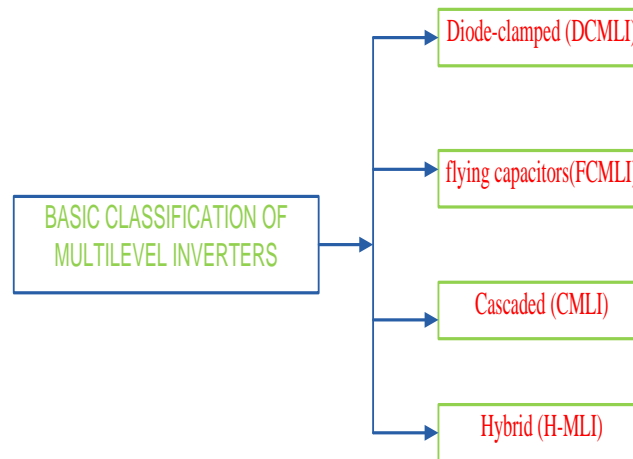 Diode-clamped (DCMLI)
flying capacitors(FCMLI)
BASIC CLASSIFICATION OF
MULTILEVEL INVERTERS
Cascaded (CMLI)
Hybrid (H-MLI)